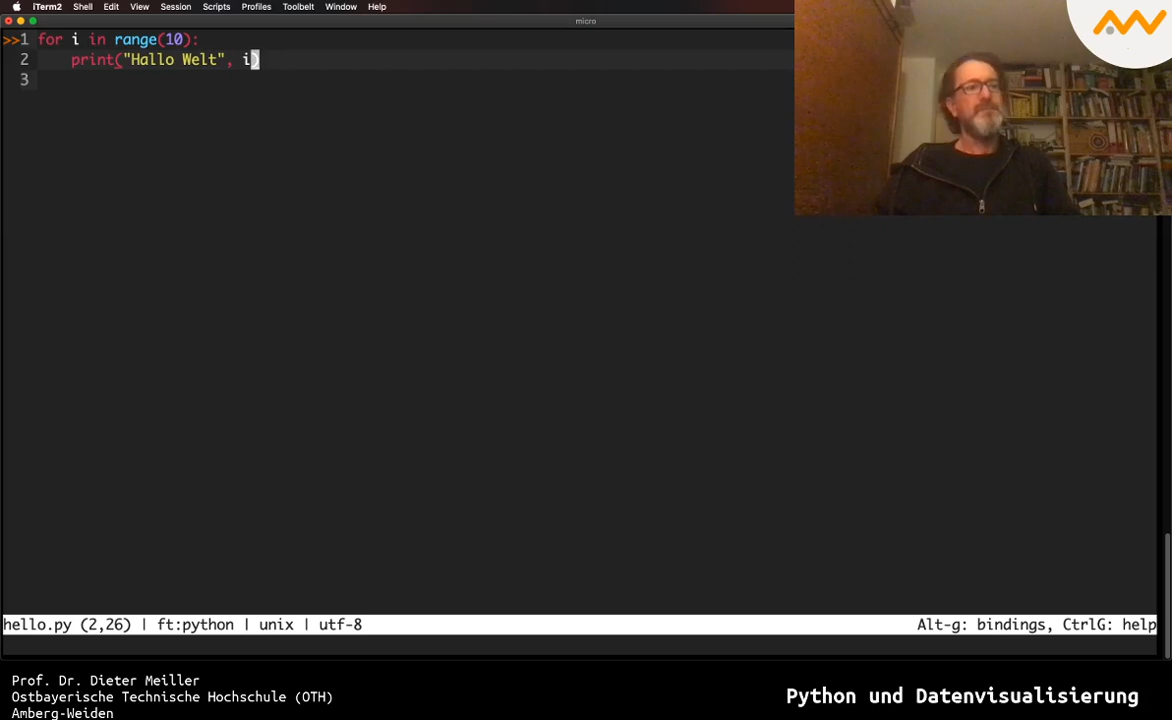 iTerm2 Shell Edit View Session Scripts Profiles Toolbelt Window Help
micro
>>1 for i in range(10):
2     print("Hallo Welt", i)
3
hello.py (2,26) | ft:python | unix | utf-8 Alt-g: bindings, CtrlG: help
Prof. Dr. Dieter Meiller
Ostbayerische Technische Hochschule (OTH)
Amberg-Weiden
Python und Datenvisualisierung